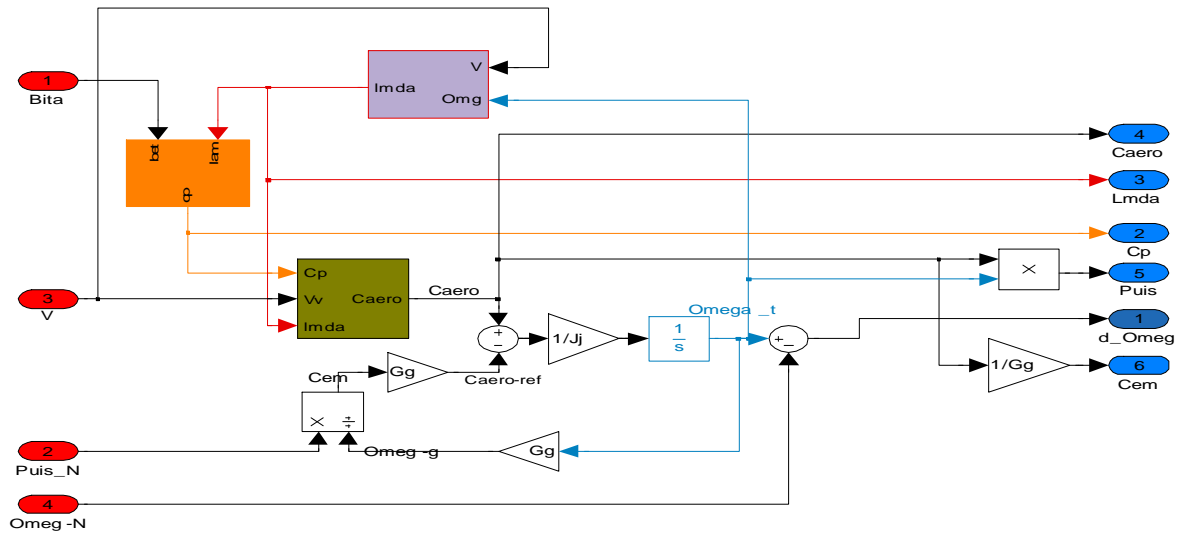 V
lmda
Omg
1
Bita
bet
lam
cp
4
Caero
3
Lmda
2
Cp
Cp
Vv
lmda
Caero
Caero
X
5
Puis
3
V
Omega _t
+
−
1/Jj
1
s
+
−
1
d_Omeg
Gg
Caero-ref
Cem
1/Gg
6
Cem
X
÷
2
Puis_N
Omeg -g
Gg
4
Omeg -N